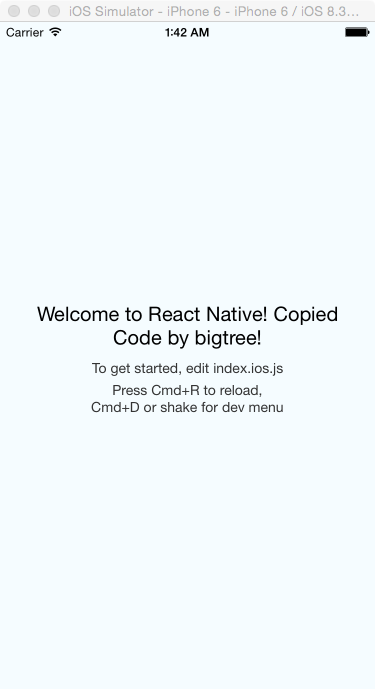 iOS Simulator - iPhone 6 - iPhone 6 / iOS 8.3...
Carrier 1:42 AM
Welcome to React Native! Copied
Code by bigtree!
To get started, edit index.ios.js
Press Cmd+R to reload,
Cmd+D or shake for dev menu